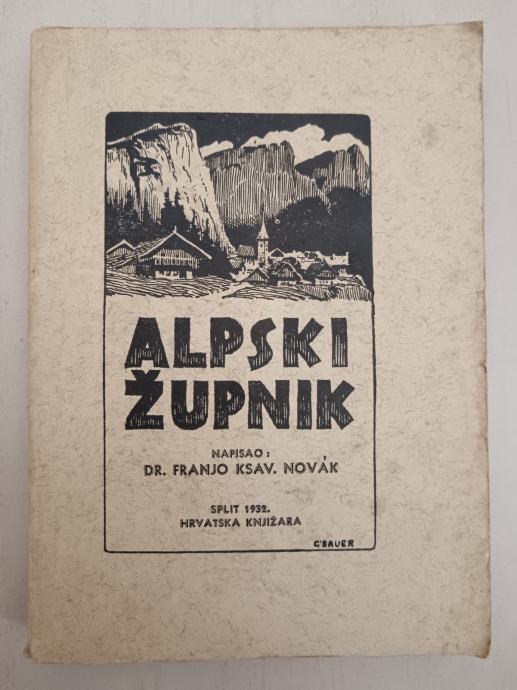 ALPSKI
ŽUPNIK
NAPISAO:
DR. FRANJO KSAV. NOVÁK
SPLIT 1932.
HRVATSKA KNJIŽARA
G'BAUER